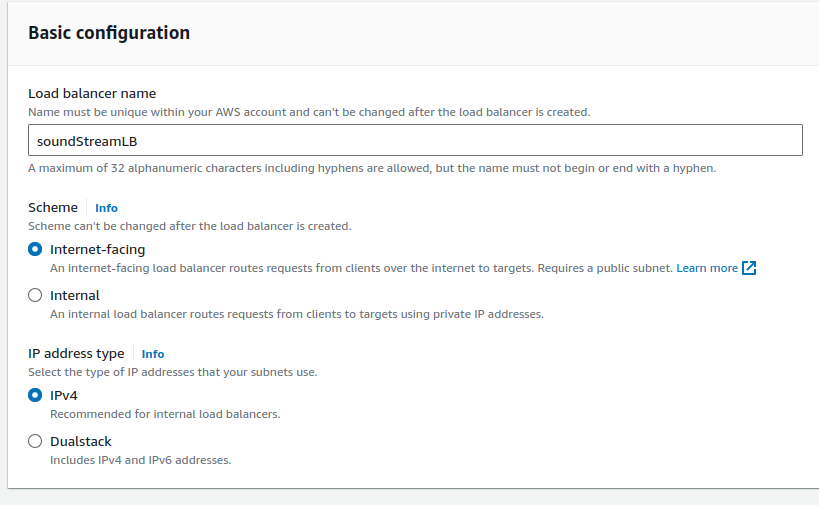 Basic configuration
Load balancer name
Name must be unique within your AWS account and can't be changed after the load balancer is created.
soundStreamLB
A maximum of 32 alphanumeric characters including hyphens are allowed, but the name must not begin or end with a hyphen.
Scheme Info
Scheme can't be changed after the load balancer is created.
Internet-facing
An internet-facing load balancer routes requests from clients over the internet to targets. Requires a public subnet. Learn more
Internal
An internal load balancer routes requests from clients to targets using private IP addresses.
IP address type Info
Select the type of IP addresses that your subnets use.
IPv4
Recommended for internal load balancers.
Dualstack
Includes IPv4 and IPv6 addresses.